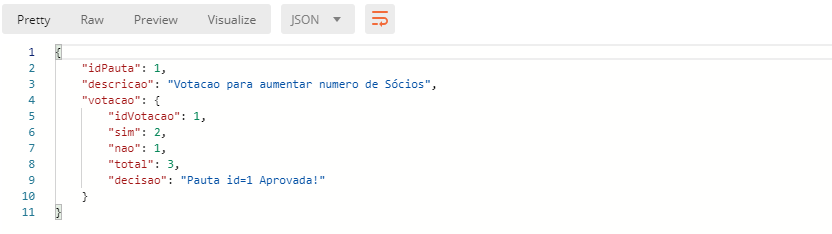 Pretty Raw Preview Visualize JSON
1 {
2 "idPauta": 1,
3 "descricao": "Votacao para aumentar numero de Sócios",
4 "votacao": {
5 "idVotacao": 1,
6 "sim": 2,
7 "nao": 1,
8 "total": 3,
9 "decisao": "Pauta id=1 Aprovada!"
10 }
11 }